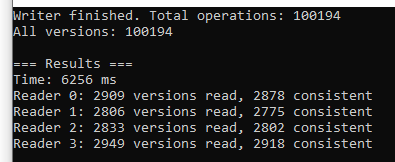 Writer finished. Total operations: 100194
All versions: 100194
=== Results ===
Time: 6256 ms
Reader 0: 2909 versions read, 2878 consistent
Reader 1: 2806 versions read, 2775 consistent
Reader 2: 2833 versions read, 2802 consistent
Reader 3: 2949 versions read, 2918 consistent